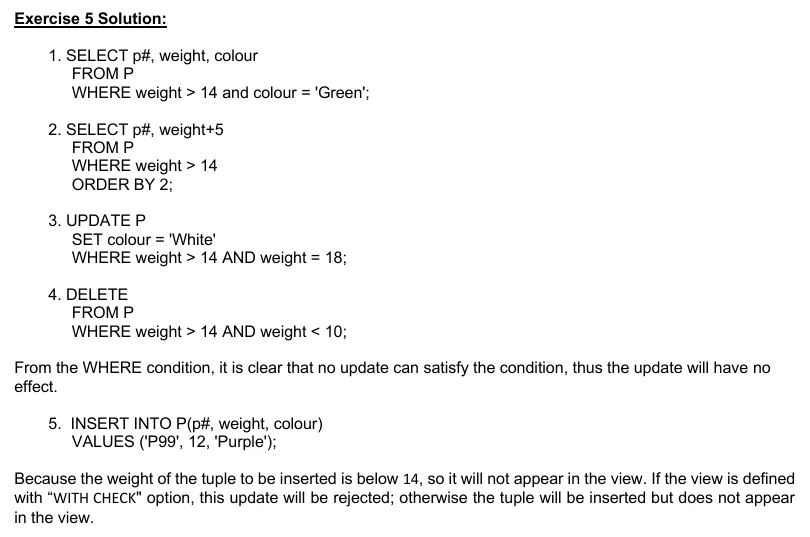 Exercise 5 Solution:
1. SELECT p#, weight, colour
FROM P
WHERE weight > 14 and colour = 'Green';
2. SELECT p#, weight+5
FROM P
WHERE weight > 14
ORDER BY 2;
3. UPDATE P
SET colour = 'White'
WHERE weight > 14 AND weight = 18;
4. DELETE
FROM P
WHERE weight > 14 AND weight < 10;
From the WHERE condition, it is clear that no update can satisfy the condition, thus the update will have no
effect.
5. INSERT INTO P(p#, weight, colour)
VALUES ('P99', 12, 'Purple');
Because the weight of the tuple to be inserted is below 14, so it will not appear in the view. If the view is defined
with “WITH CHECK" option, this update will be rejected; otherwise the tuple will be inserted but does not appear
in the view.